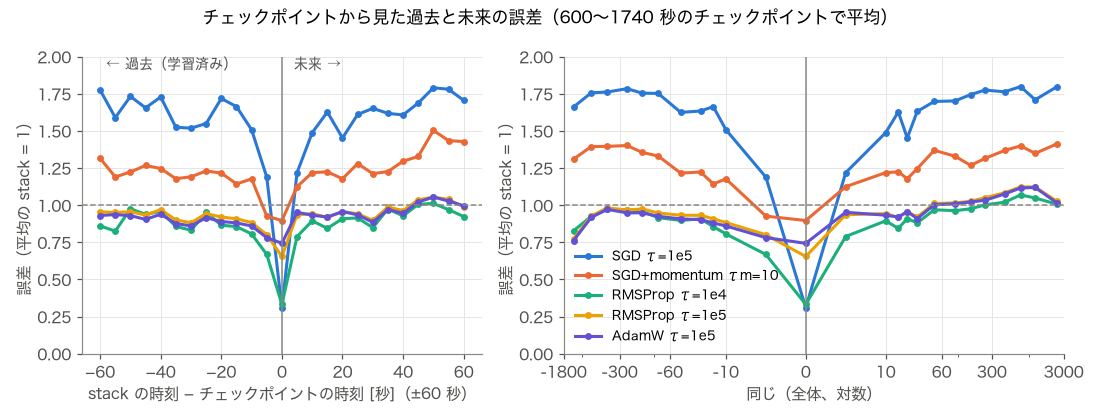 チェックポイントから見た過去と未来の誤差（600〜1740 秒のチェックポイントで平均）
← 過去（学習済み）
未来 →
誤差（平均の stack = 1）
2.00
1.75
1.50
1.25
1.00
0.75
0.50
0.25
0.00
−60
−40
−20
0
20
40
60
stack の時刻 − チェックポイントの時刻 [秒]（±60 秒）
誤差（平均の stack = 1）
2.00
1.75
1.50
1.25
1.00
0.75
0.50
0.25
0.00
SGD τ=1e5
SGD+momentum τm=10
RMSProp τ=1e4
RMSProp τ=1e5
AdamW τ=1e5
-1800
-300
-60
-10
0
10
60
300
3000
同じ（全体、対数）